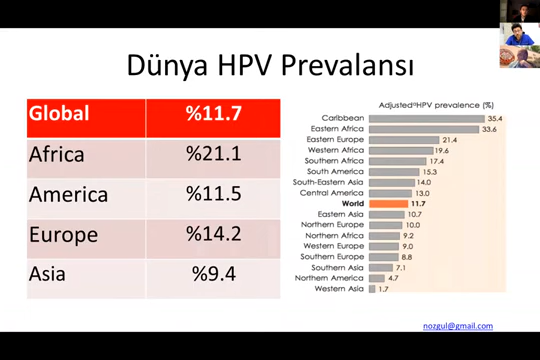 Dünya HPV Prevalansı
Global %11.7
Africa %21.1
America %11.5
Europe %14.2
Asia %9.4
Adjusted HPV prevalence (%)
Caribbean 35.4
Eastern Africa 33.6
Eastern Europe 21.4
Western Africa 19.6
Southern Africa 17.4
South America 15.3
South-Eastern Asia 14.0
Central America 13.0
World 11.7
Eastern Asia 10.7
Northern Europe 10.0
Northern Africa 9.2
Western Europe 9.0
Southern Europe 8.8
Southern Asia 7.1
Northern America 4.7
Western Asia 1.7
nozgul@gmail.com